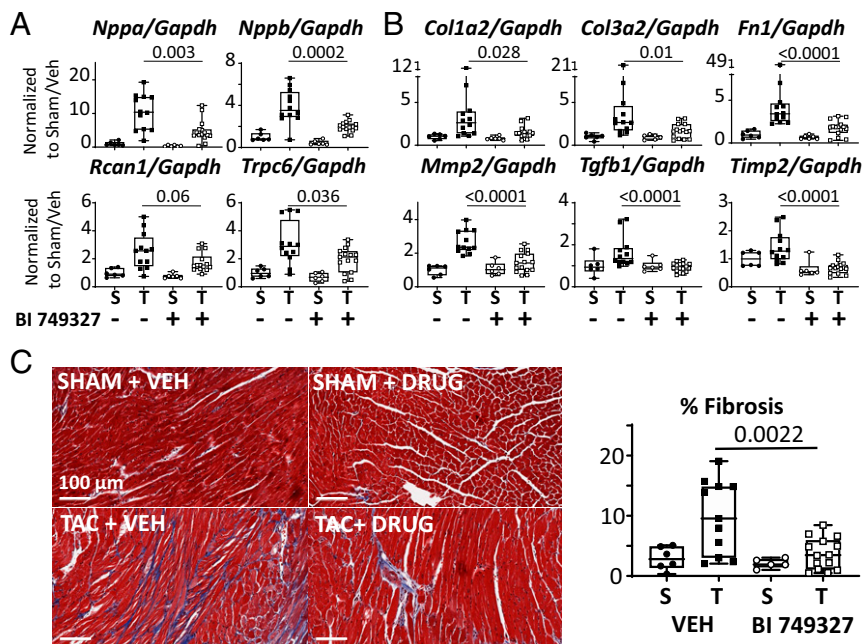 A
Nppa/Gapdh
Nppb/Gapdh
0.003
0.0002
Normalized
to Sham/Veh
20
10
0
8
4
0
Rcan1/Gapdh
Trpc6/Gapdh
0.06
0.036
Normalized
to Sham/Veh
6
4
2
0
6
4
2
0
S T S T
S T S T
BI 749327 - - + + - - + +
B
Col1a2/Gapdh
Col3a2/Gapdh
Fn1/Gapdh
0.028
0.01
<0.0001
12
5
0
21
5
0
49
5
0
Mmp2/Gapdh
Tgfb1/Gapdh
Timp2/Gapdh
<0.0001
<0.0001
<0.0001
4
2
0
4
2
0
3
2
1
0
S T S T
S T S T
S T S T
- - + + - - + + - - + +
C
SHAM + VEH
SHAM + DRUG
100 µm
TAC + VEH
TAC+ DRUG
% Fibrosis
0.0022
20
15
10
5
0
S T S T
VEH BI 749327